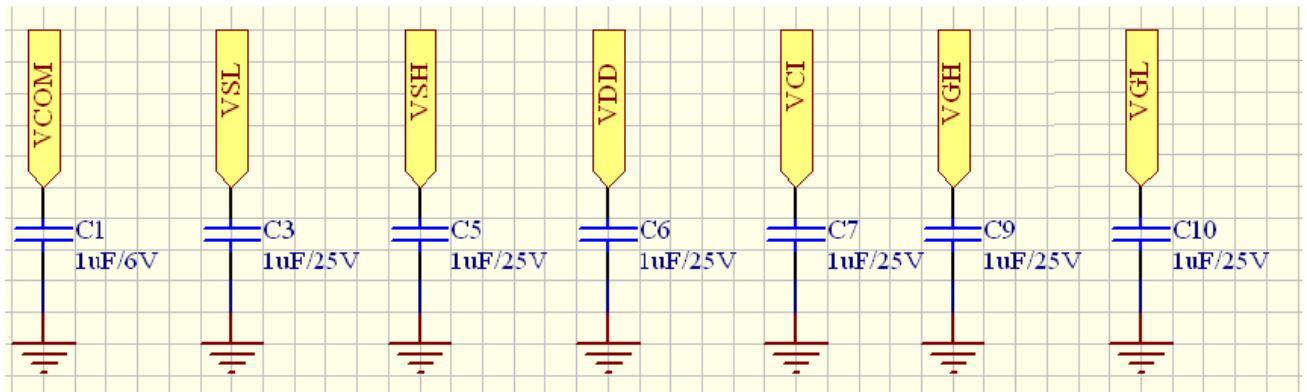 VCOM
VSL
VSH
VDD
VCI
VGH
VGL
C1
1uF/6V
C3
1uF/25V
C5
1uF/25V
C6
1uF/25V
C7
1uF/25V
C9
1uF/25V
C10
1uF/25V